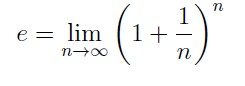 e = lim_{n→∞} (1 + 1/n)^n